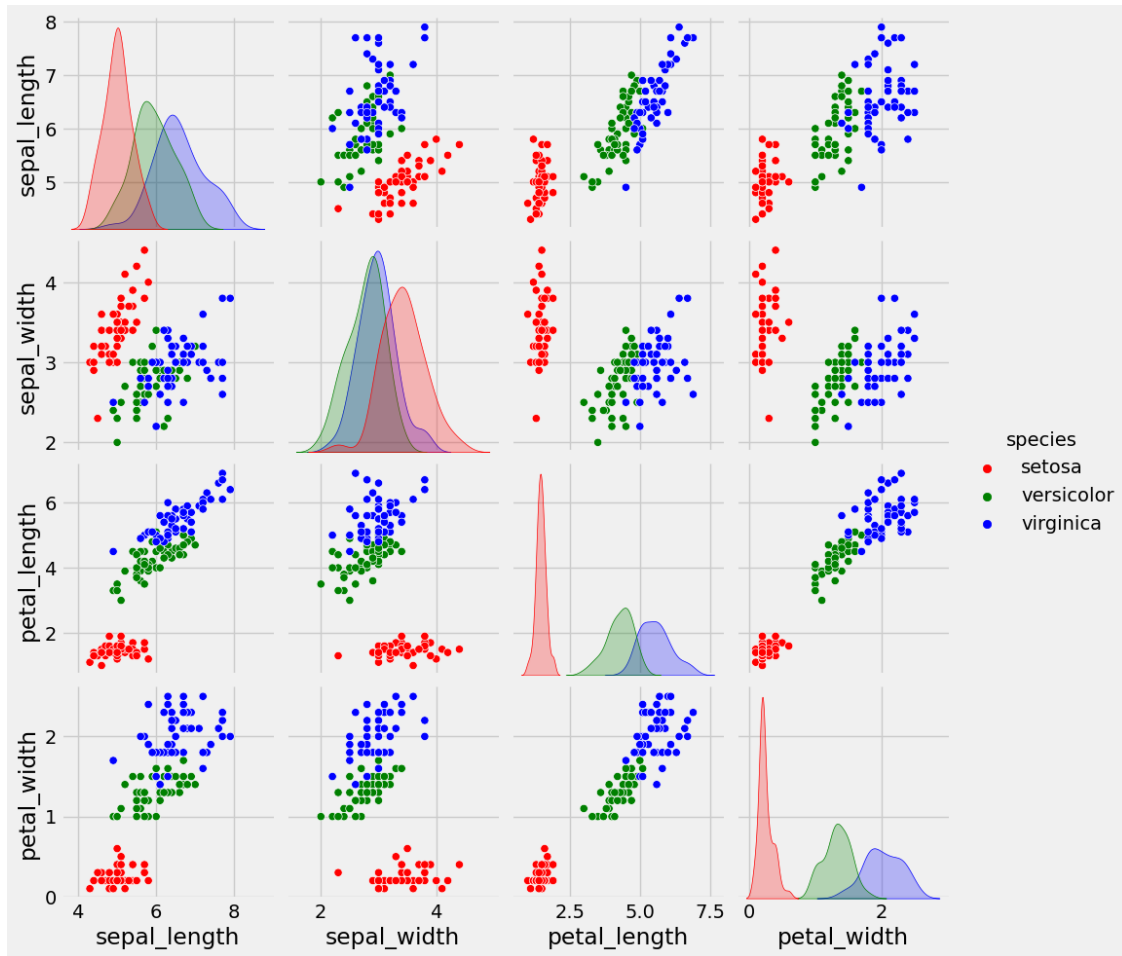 8
7
6
5
sepal_length
4
3
2
sepal_width
species
setosa
versicolor
virginica
6
4
2
petal_length
2
1
0
petal_width
4 6 8 2 4 2.5 5.0 7.5 0 2
sepal_length sepal_width petal_length petal_width